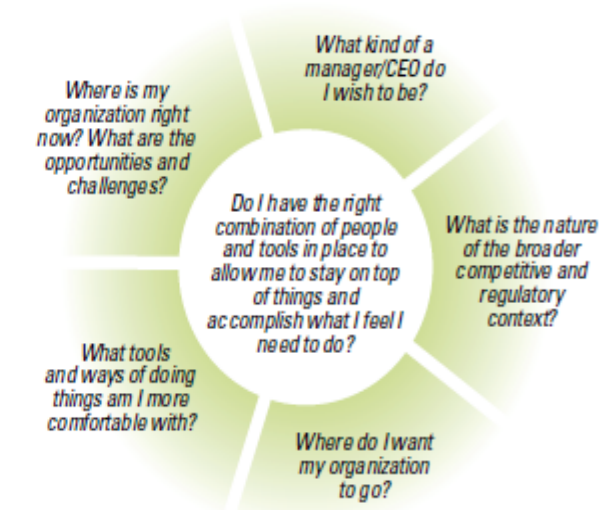 What kind of a
manager/CEO do
I wish to be?
Where is my
organization right
now? What are the
opportunities and
challenges?
Do I have the right
combination of people
and tools in place to
allow me to stay on top
of things and
accomplish what I feel I
need to do?
What is the nature
of the broader
competitive and
regulatory
context?
What tools
and ways of doing
things am I more
comfortable with?
Where do I want
my organization
to go?